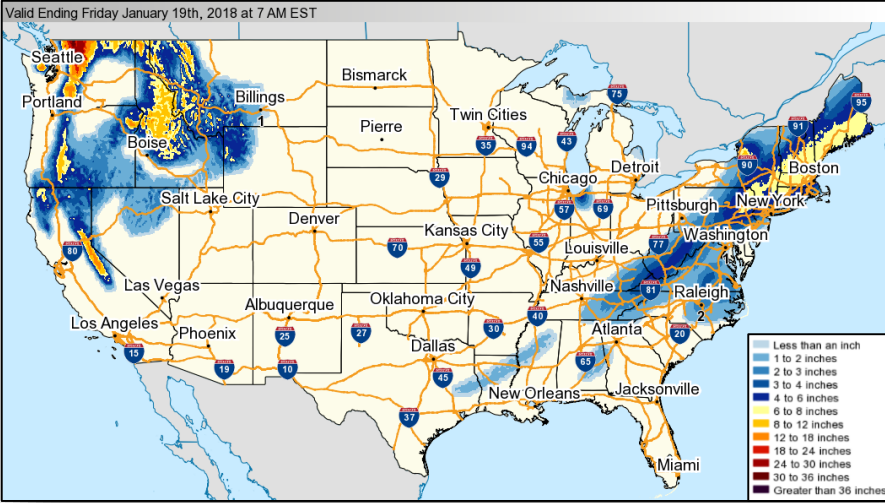 Valid Ending Friday January 19th, 2018 at 7 AM EST
Seattle
Portland
Billings
1
Bismarck
Pierre
Twin Cities
75
95
91
35
94
43
90
Boston
Boise
29
Chicago
Detroit
57
69
Salt Lake City
Denver
Pittsburgh
New York
Washington
80
70
Kansas City
55
Louisville
77
49
Las Vegas
Nashville
81
Raleigh
2
Albuquerque
Oklahoma City
40
Los Angeles
Phoenix
25
27
30
Atlanta
20
15
Dallas
65
19
10
45
New Orleans
Jacksonville
37
Miami
Less than an inch
1 to 2 inches
2 to 3 inches
3 to 4 inches
4 to 6 inches
6 to 8 inches
8 to 12 inches
12 to 18 inches
18 to 24 inches
24 to 30 inches
30 to 36 inches
Greater than 36 inches